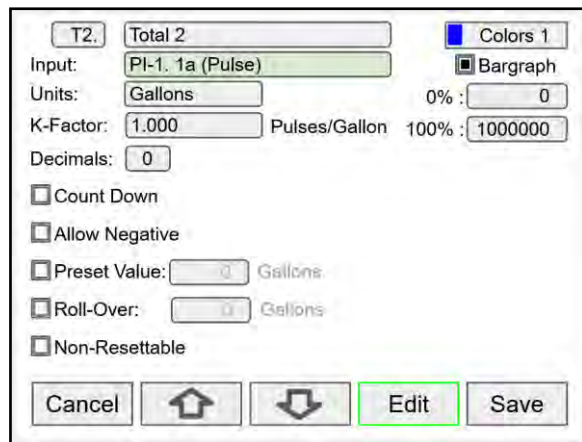 T2. Total 2 Colors 1
Input: PI-1. 1a (Pulse) Bargraph
Units: Gallons 0% : 0
K-Factor: 1.000 Pulses/Gallon 100% : 1000000
Decimals: 0
Count Down
Allow Negative
Preset Value: 0 Gallons
Roll-Over: 0 Gallons
Non-Resettable
Cancel Edit Save